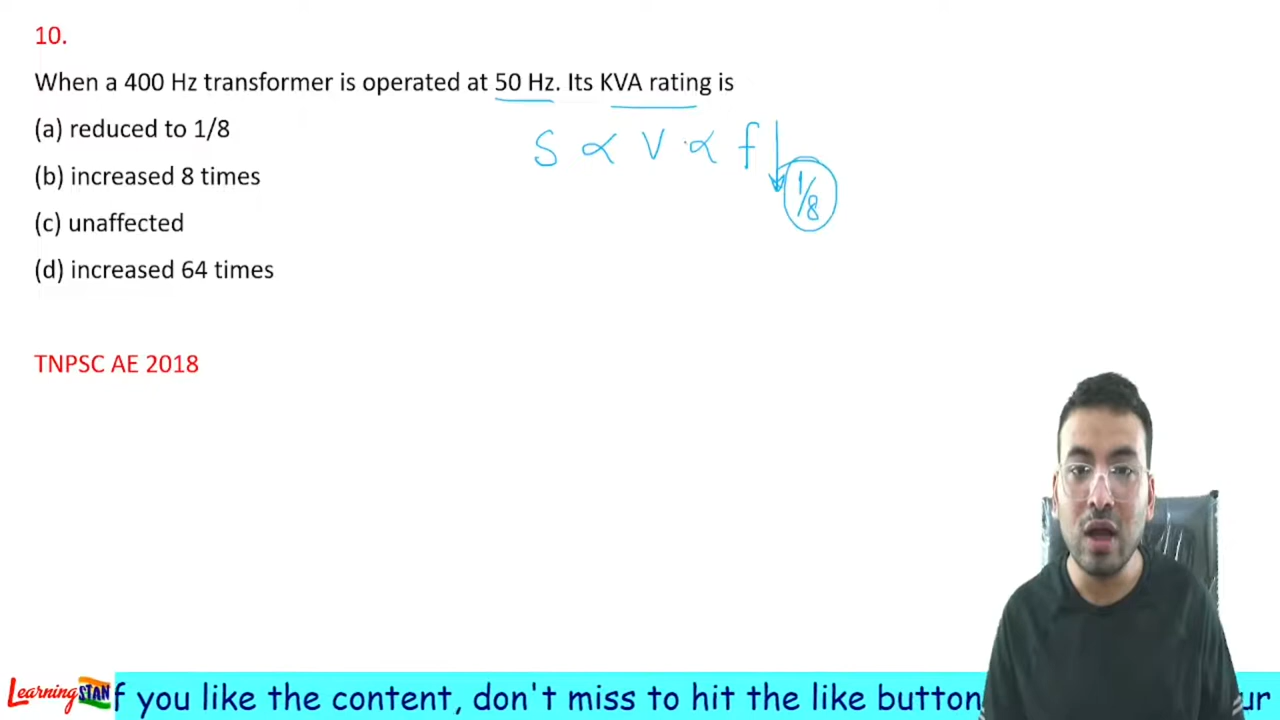 10.
When a 400 Hz transformer is operated at 50 Hz. Its KVA rating is
(a) reduced to 1/8
S ∝ V ∝ f ↓ 1/8
(b) increased 8 times
(c) unaffected
(d) increased 64 times
TNPSC AE 2018
LearningSTAN
f you like the content, don't miss to hit the like button ur